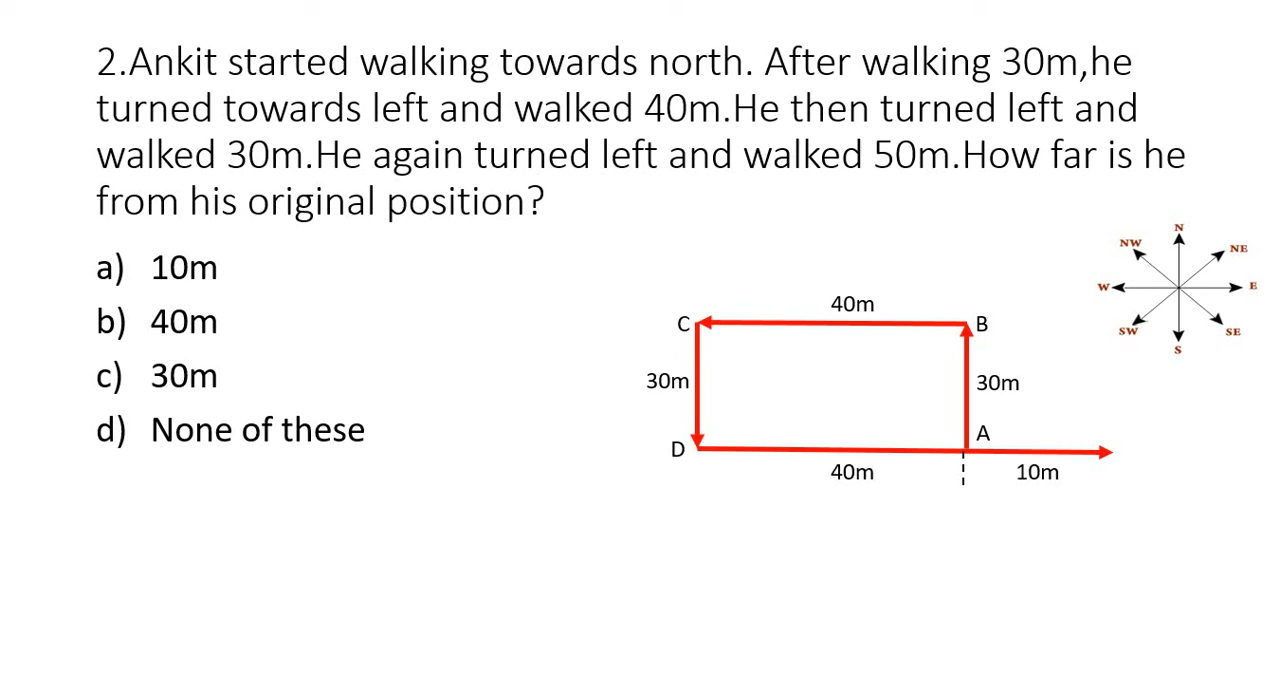 2.Ankit started walking towards north. After walking 30m,he
turned towards left and walked 40m.He then turned left and
walked 30m.He again turned left and walked 50m.How far is he
from his original position?
a) 10m
b) 40m
c) 30m
d) None of these
N
NW
NE
W
E
SW
SE
S
40m
C
B
30m
30m
A
D
40m
10m